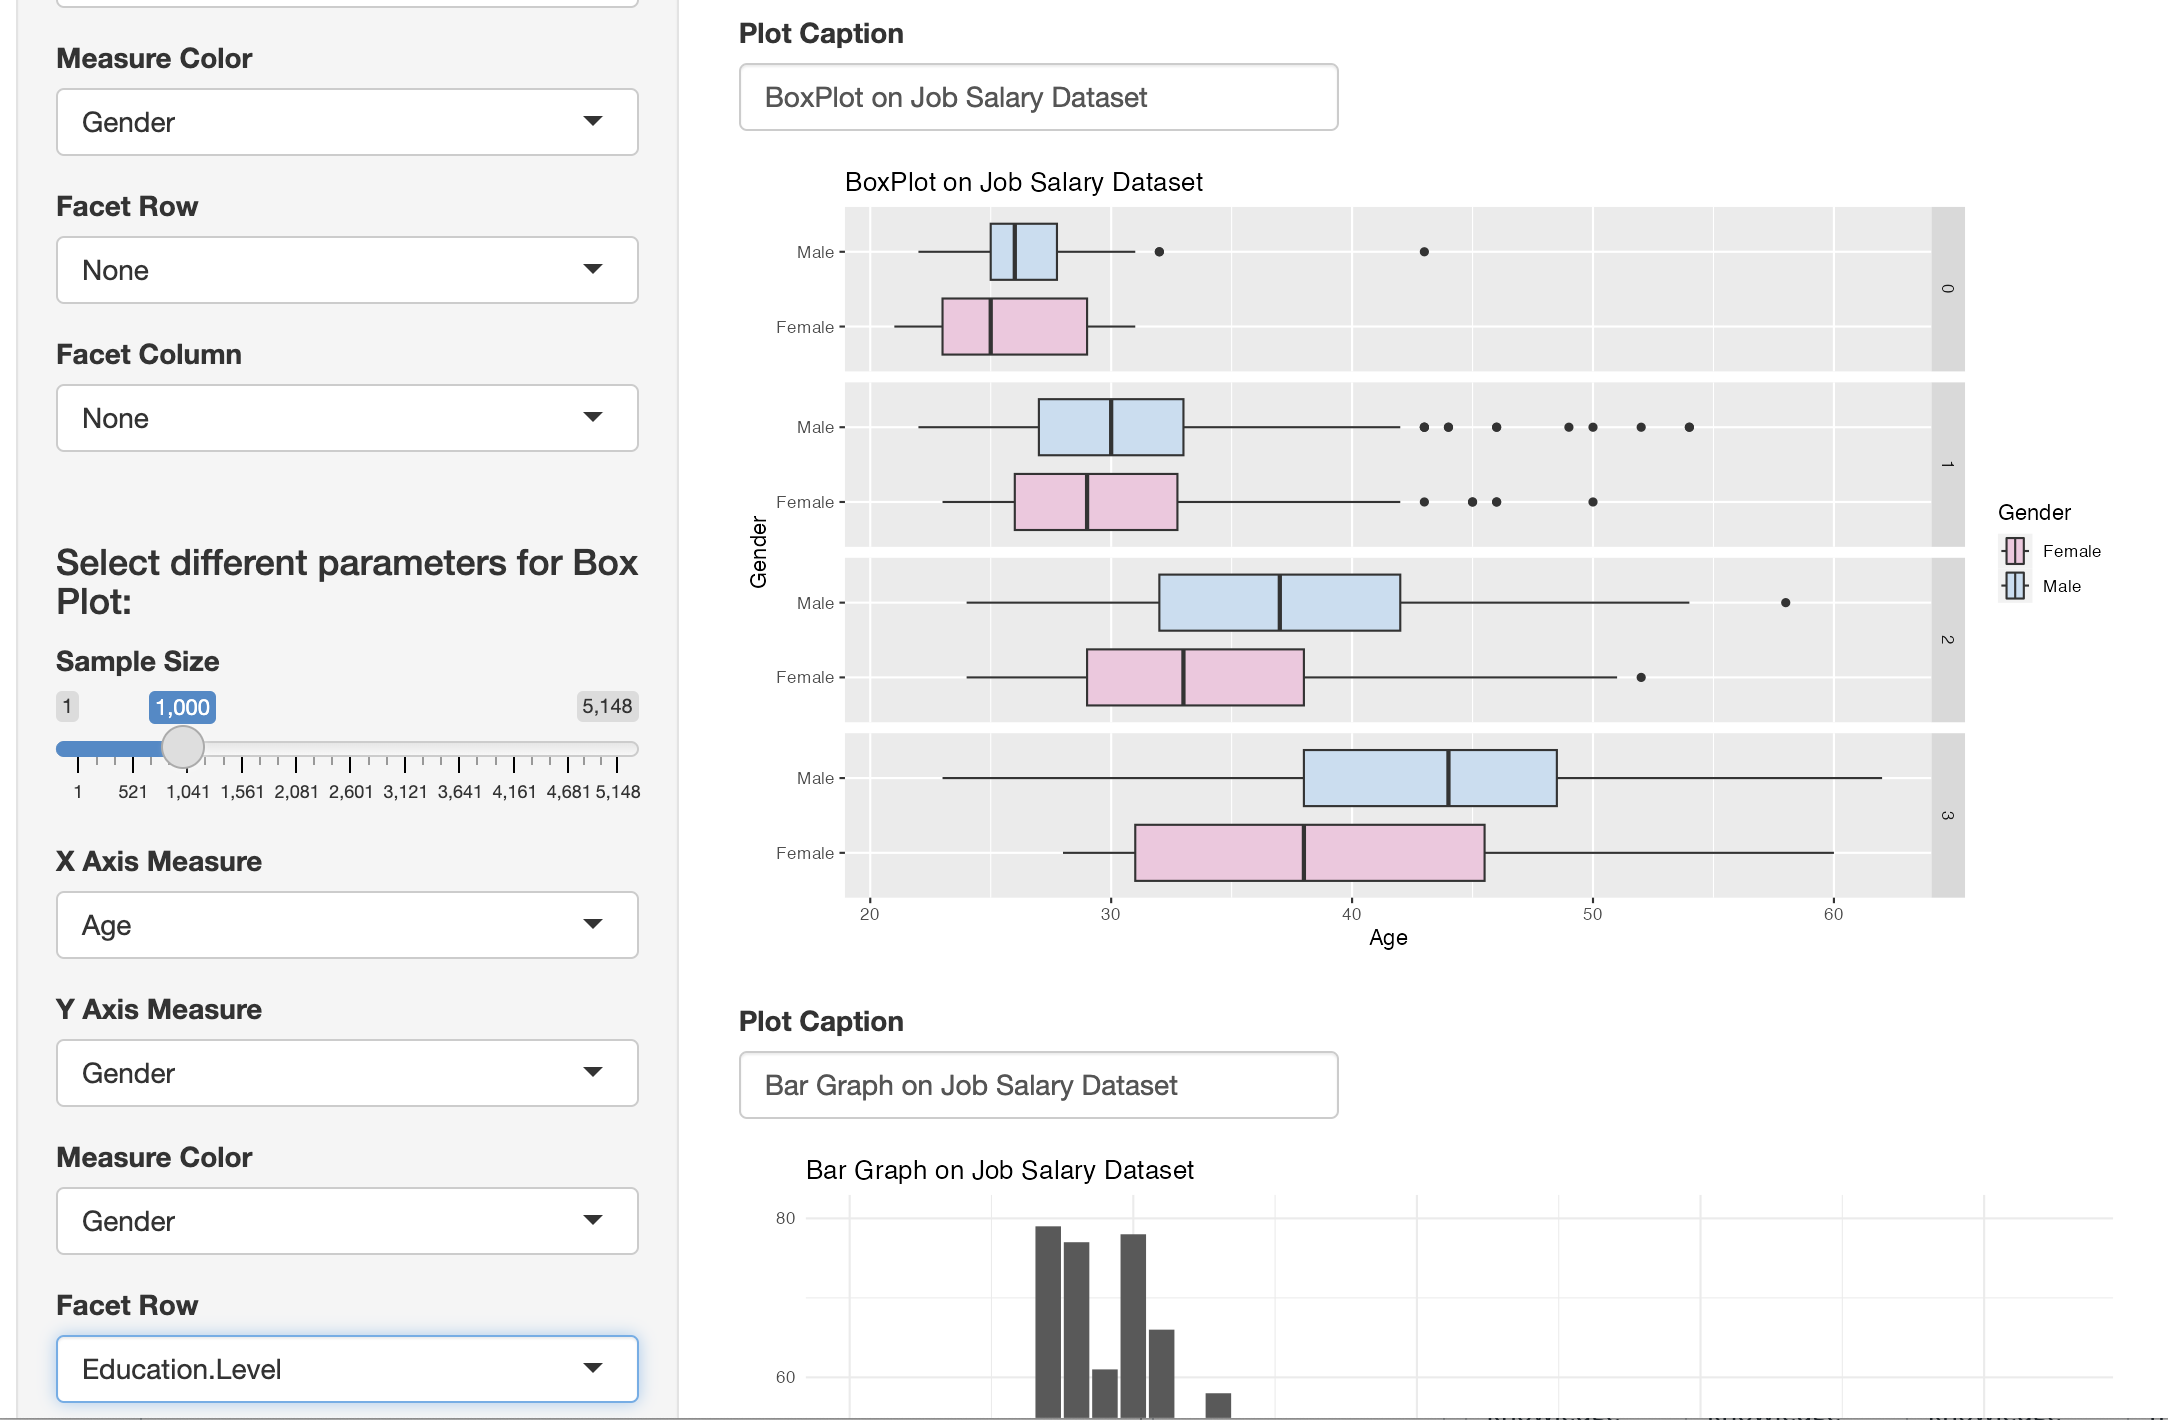 Measure Color
Gender
Facet Row
None
Facet Column
None
Select different parameters for Box
Plot:
Sample Size
1
1,000
5,148
1 521 1,041 1,561 2,081 2,601 3,121 3,641 4,161 4,681 5,148
X Axis Measure
Age
Y Axis Measure
Gender
Measure Color
Gender
Facet Row
Education.Level
Plot Caption
BoxPlot on Job Salary Dataset
BoxPlot on Job Salary Dataset
Male
Female
0
Male
Female
1
Male
Female
2
Male
Female
3
Gender
20 30 40 50 60
Age
Gender
Female
Male
Plot Caption
Bar Graph on Job Salary Dataset
Bar Graph on Job Salary Dataset
80
60